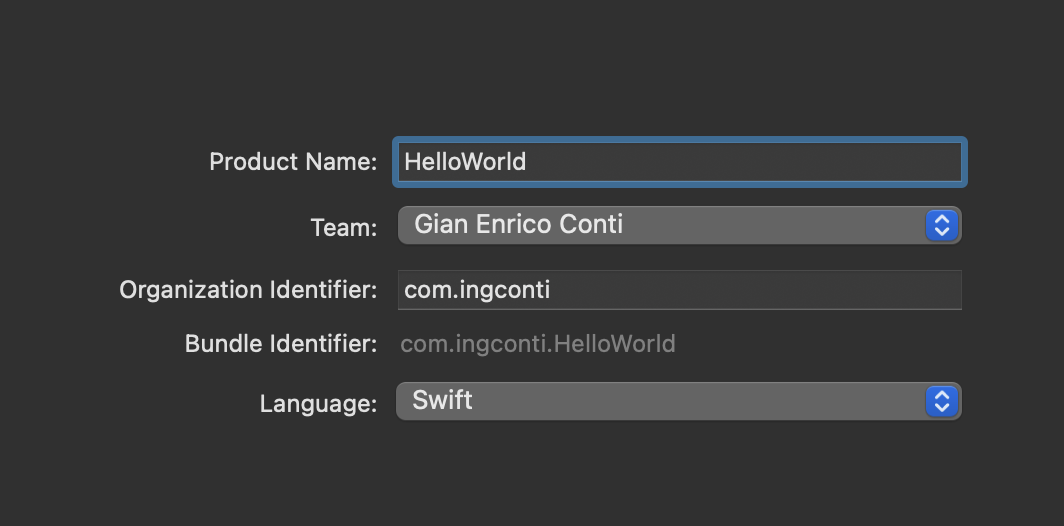 Product Name: HelloWorld
Team: Gian Enrico Conti
Organization Identifier: com.ingconti
Bundle Identifier: com.ingconti.HelloWorld
Language: Swift